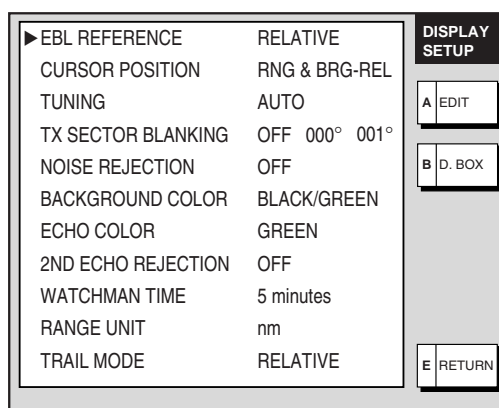 ▶EBL REFERENCE RELATIVE
CURSOR POSITION RNG & BRG-REL
TUNING AUTO
TX SECTOR BLANKING OFF 000° 001°
NOISE REJECTION OFF
BACKGROUND COLOR BLACK/GREEN
ECHO COLOR GREEN
2ND ECHO REJECTION OFF
WATCHMAN TIME 5 minutes
RANGE UNIT nm
TRAIL MODE RELATIVE
DISPLAY
SETUP
A EDIT
B D. BOX
E RETURN